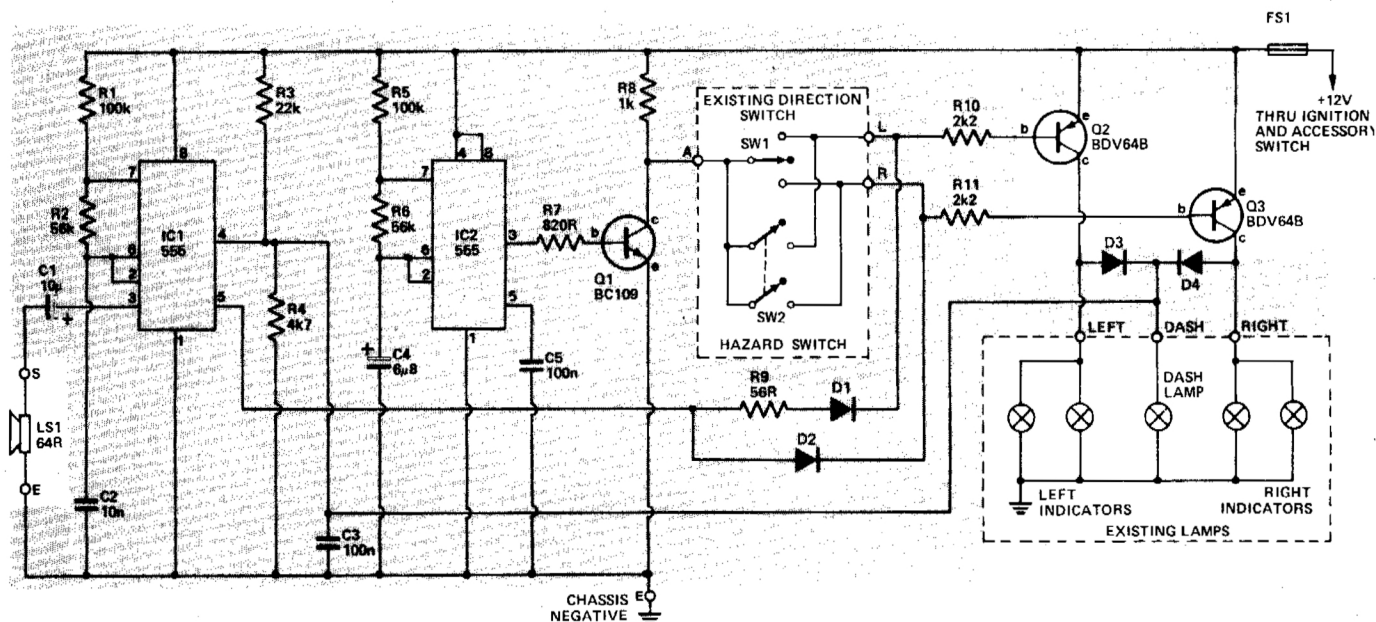 FS1
+12V
THRU IGNITION
AND ACCESSORY
SWITCH
R1
100k
R3
22k
R5
100k
R8
1k
EXISTING DIRECTION
SWITCH
SW1
SW2
HAZARD SWITCH
A
L
R
R10
2k2
b
e
c
Q2
BDV64B
R11
2k2
b
e
c
Q3
BDV64B
8
7
6
2
3
4
5
1
IC1
555
R2
56k
C1
10µ
+
R4
4k7
4
8
7
6
2
3
5
1
IC2
555
R6
56k
R7
820R
b
c
e
Q1
BC109
+
C4
6µ8
C5
100n
D3
D4
LEFT
DASH
RIGHT
DASH
LAMP
R9
56R
D1
D2
S
LS1
64R
E
C2
10n
C3
100n
LEFT
INDICATORS
RIGHT
INDICATORS
EXISTING LAMPS
CHASSIS
NEGATIVE
E